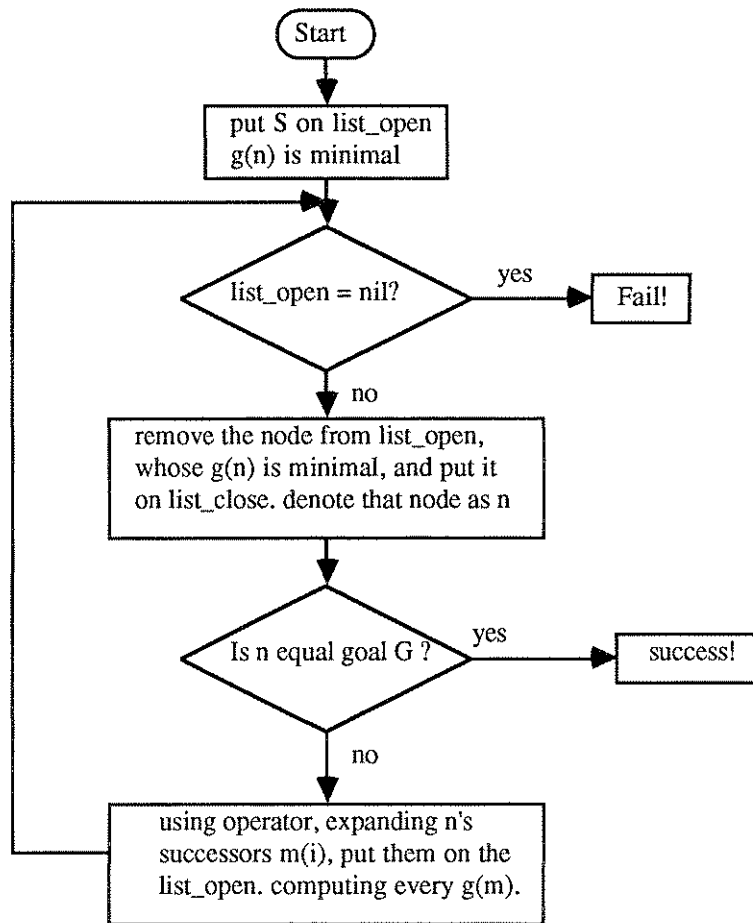 Start
put S on list_open
g(n) is minimal
list_open = nil?
yes
Fail!
no
remove the node from list_open,
whose g(n) is minimal, and put it
on list_close. denote that node as n
Is n equal goal G ?
yes
success!
no
using operator, expanding n's
successors m(i), put them on the
list_open. computing every g(m).